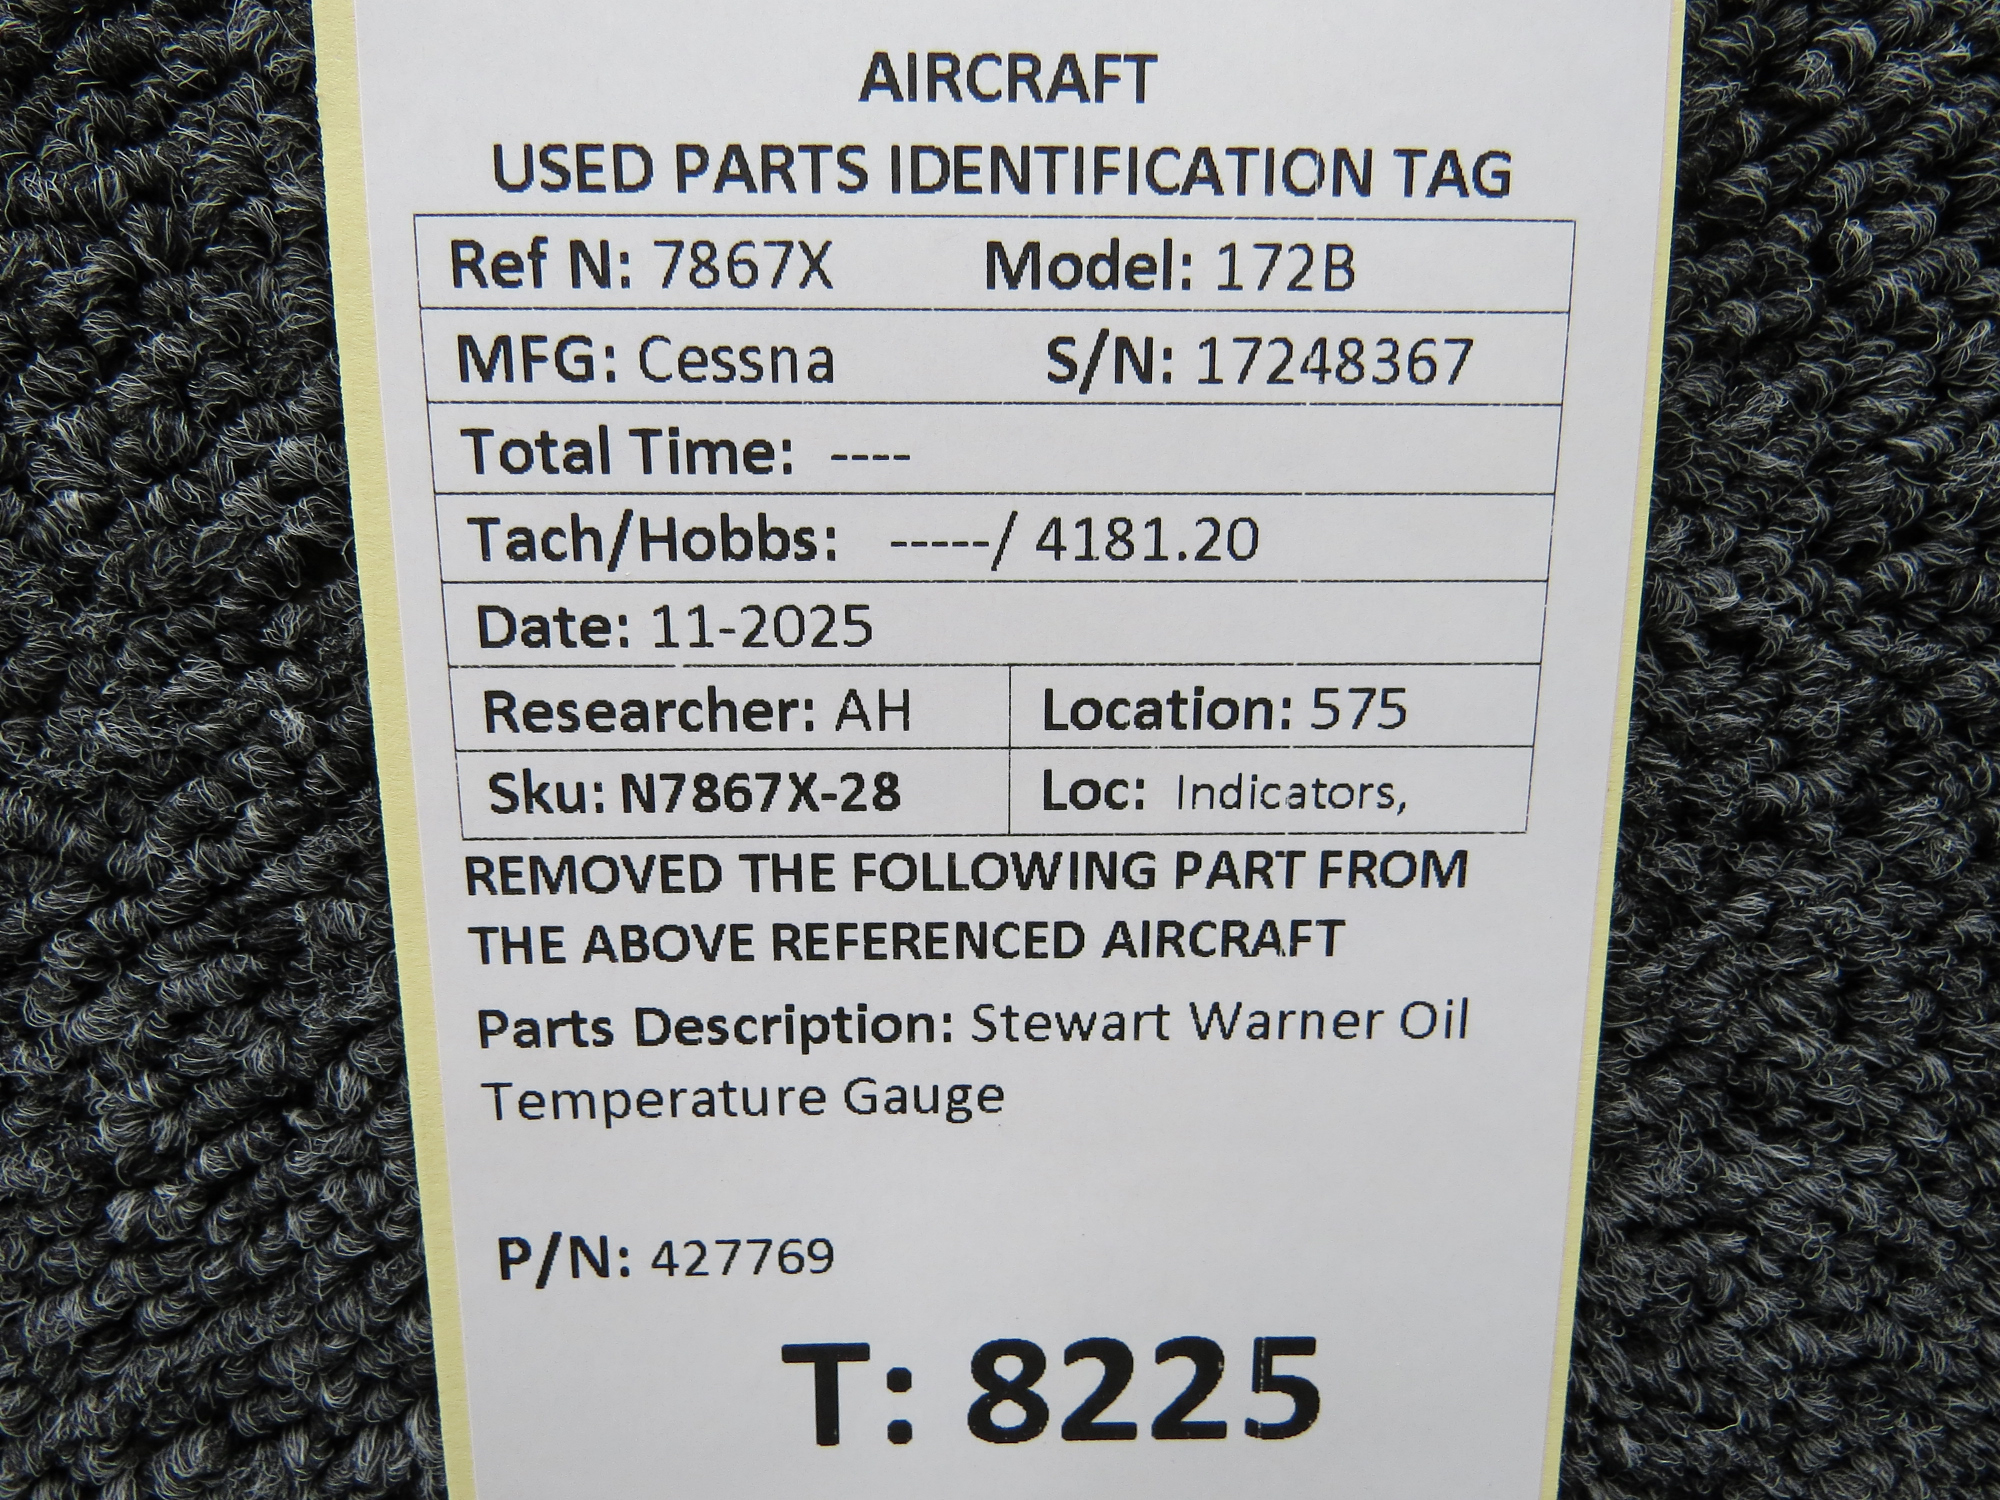 AIRCRAFT
USED PARTS IDENTIFICATION TAG
Ref N: 7867X Model: 172B
MFG: Cessna S/N: 17248367
Total Time: ----
Tach/Hobbs: -----/ 4181.20
Date: 11-2025
Researcher: AH Location: 575
Sku: N7867X-28 Loc: Indicators,
REMOVED THE FOLLOWING PART FROM
THE ABOVE REFERENCED AIRCRAFT
Parts Description: Stewart Warner Oil
Temperature Gauge
P/N: 427769
T: 8225